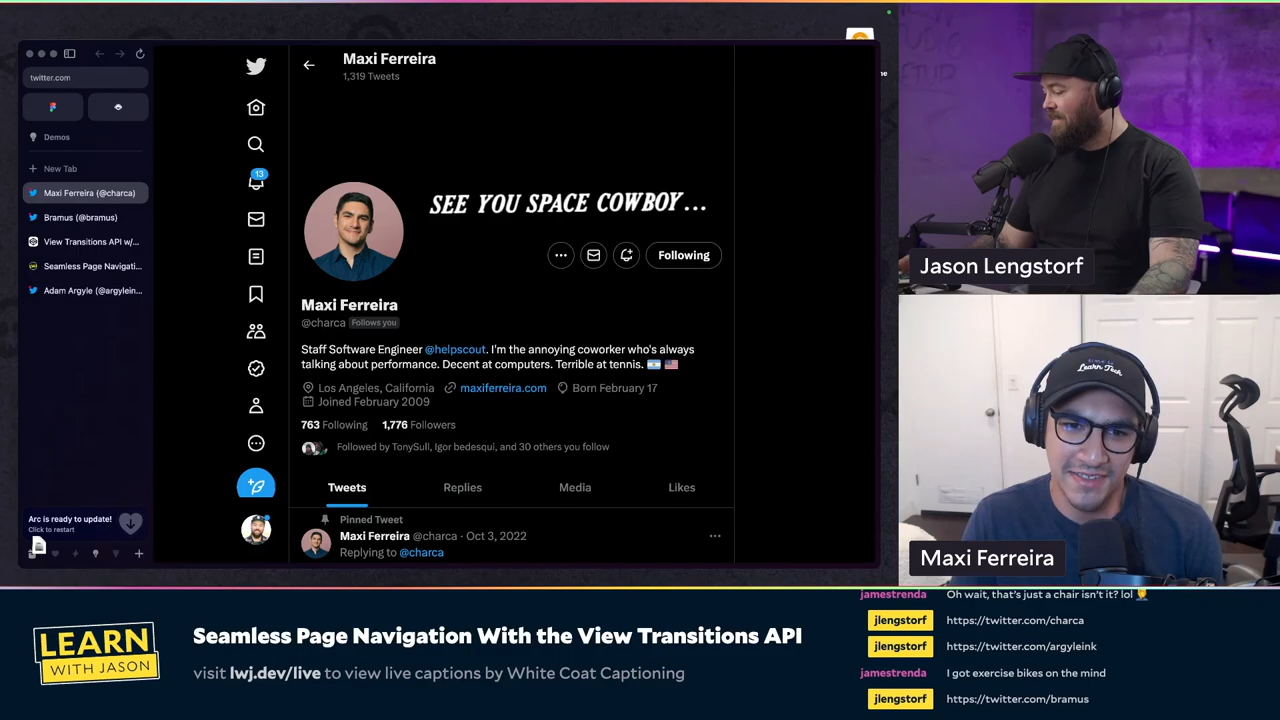 twitter.com
Demos
New Tab
Maxi Ferreira (@charca)
Bramus (@bramus)
View Transitions API w/...
Seamless Page Navigati...
Adam Argyle (@argylein...
Arc is ready to update!
Click to restart
13
Maxi Ferreira
1,319 Tweets
SEE YOU SPACE COWBOY...
Following
Maxi Ferreira
@charca Follows you
Staff Software Engineer @helpscout. I'm the annoying coworker who's always
talking about performance. Decent at computers. Terrible at tennis. 🇦🇷 🇺🇸
Los Angeles, California maxiferreira.com Born February 17
Joined February 2009
763 Following 1,776 Followers
Followed by TonySull, Igor bedesqui, and 30 others you follow
Tweets Replies Media Likes
Pinned Tweet
Maxi Ferreira @charca · Oct 3, 2022
Replying to @charca
me
Jason Lengstorf
Learn Tech
Maxi Ferreira
LEARN
WITH JASON
Seamless Page Navigation With the View Transitions API
visit lwj.dev/live to view live captions by White Coat Captioning
jamestrenda Oh wait, that's just a chair isn't it? lol 🤦
jlengstorf https://twitter.com/charca
jlengstorf https://twitter.com/argyleink
jamestrenda I got exercise bikes on the mind
jlengstorf https://twitter.com/bramus